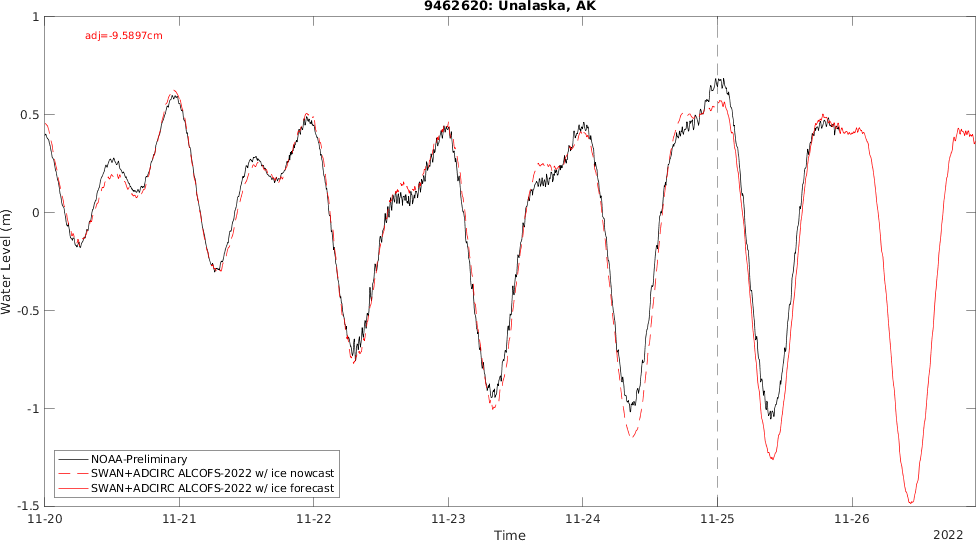 9462620: Unalaska, AK
adj=-9.5897cm
Water Level (m)
1
0.5
0
-0.5
-1
-1.5
NOAA-Preliminary
SWAN+ADCIRC ALCOFS-2022 w/ ice nowcast
SWAN+ADCIRC ALCOFS-2022 w/ ice forecast
11-20 11-21 11-22 11-23 11-24 11-25 11-26
Time
2022